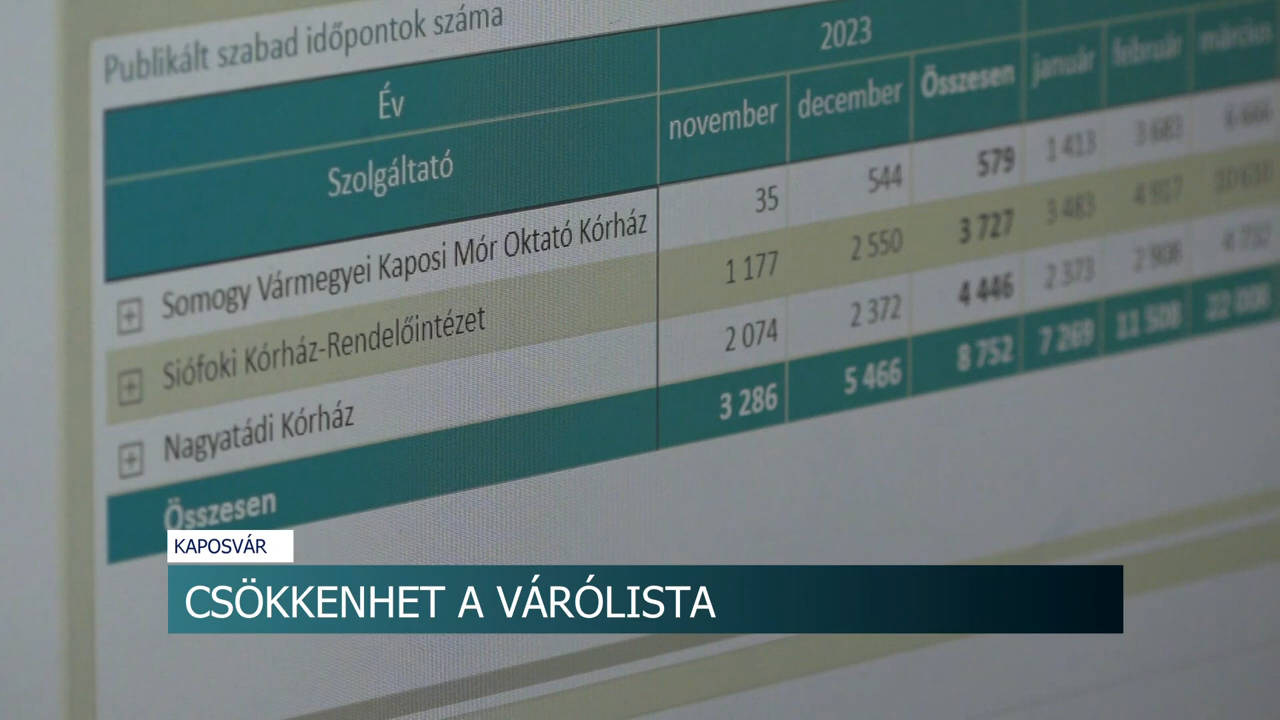 Publikált szabad időpontok száma
Év 2023
Szolgáltató november december Összesen január február március
Somogy Vármegyei Kaposi Mór Oktató Kórház 35 544 579 1 413 3 683
Siófoki Kórház-Rendelőintézet 1 177 2 550 3 727 3 483 4 917
Nagyatádi Kórház 2 074 2 372 4 446 2 373 2 908
Összesen 3 286 5 466 8 752 7 269 11 508 22 008
KAPOSVÁR
CSÖKKENHET A VÁRÓLISTA